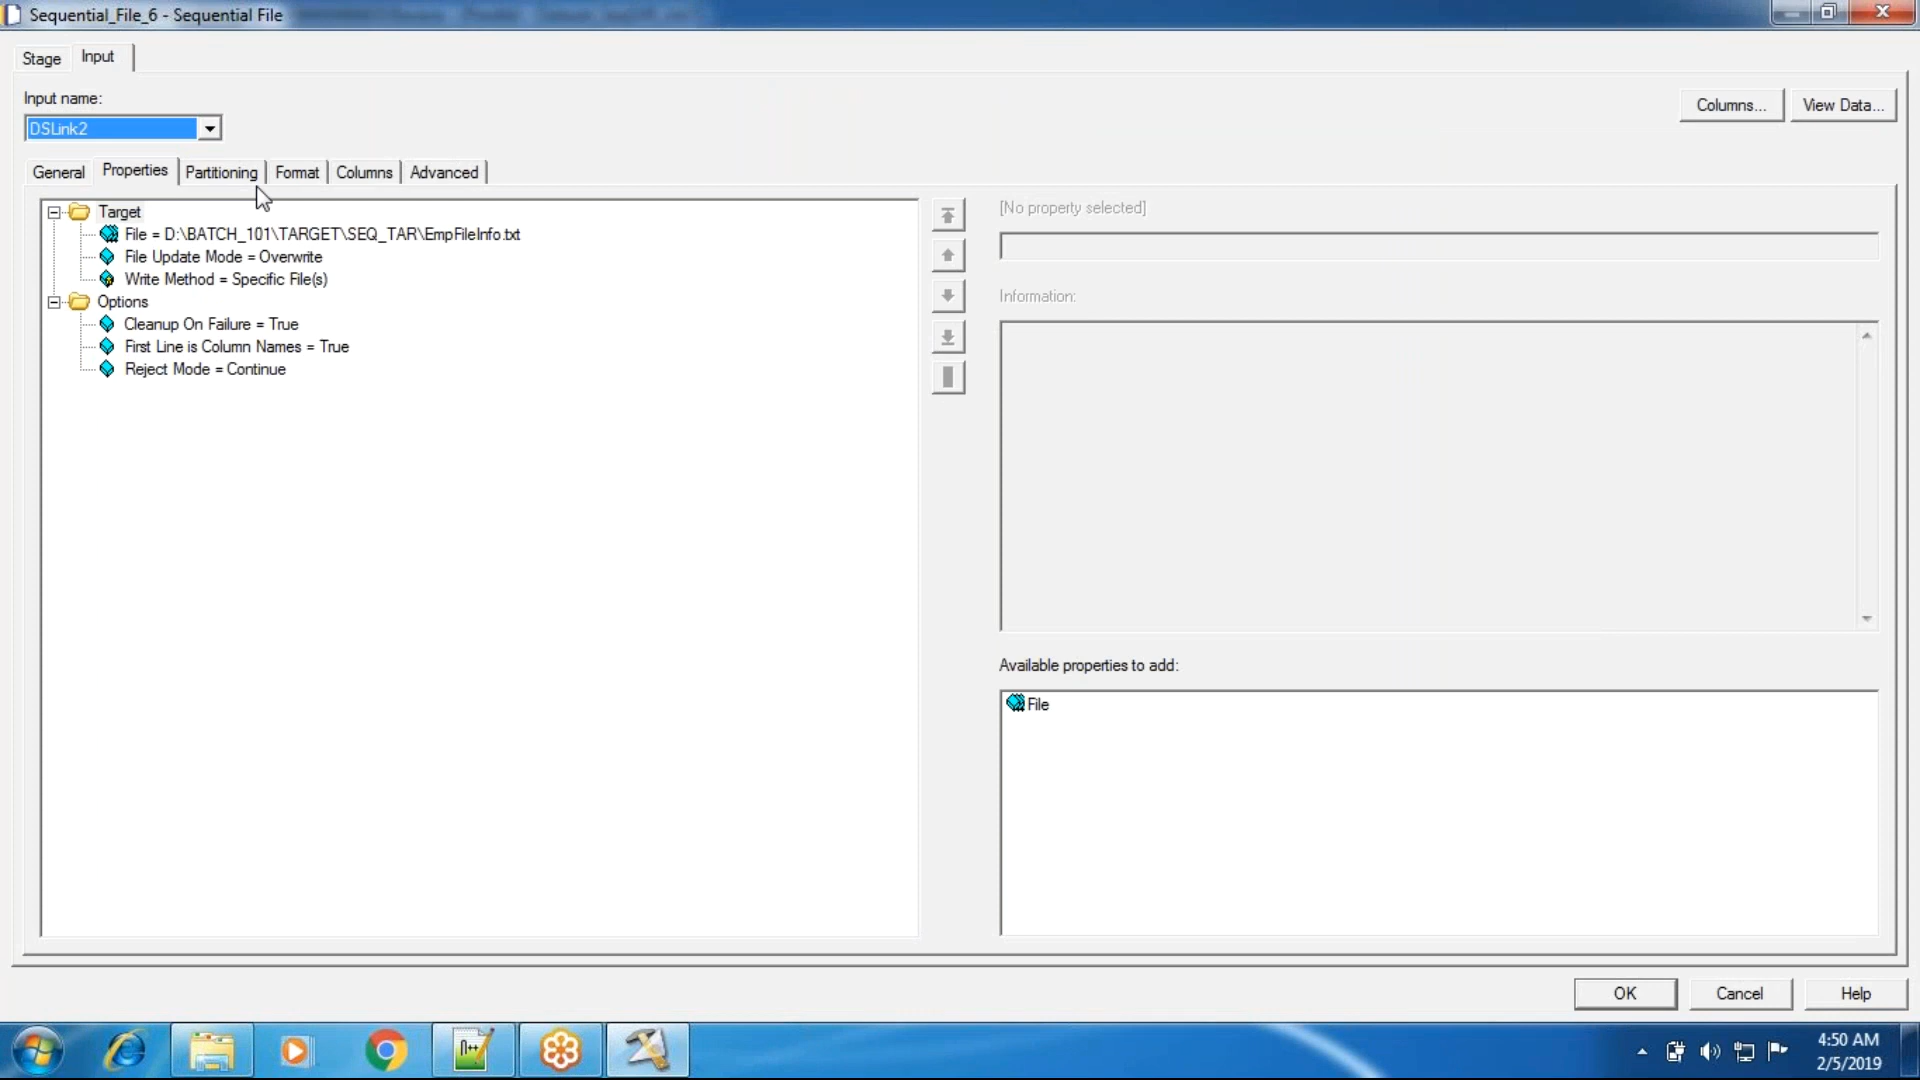 Sequential_File_6 - Sequential File
Stage Input
Input name:
DSLink2
Columns... View Data...
General Properties Partitioning Format Columns Advanced
Target
File = D:\BATCH_101\TARGET\SEQ_TAR\EmpFileInfo.txt
File Update Mode = Overwrite
Write Method = Specific File(s)
Options
Cleanup On Failure = True
First Line is Column Names = True
Reject Mode = Continue
[No property selected]
Information:
Available properties to add:
File
OK Cancel Help
4:50 AM
2/5/2019